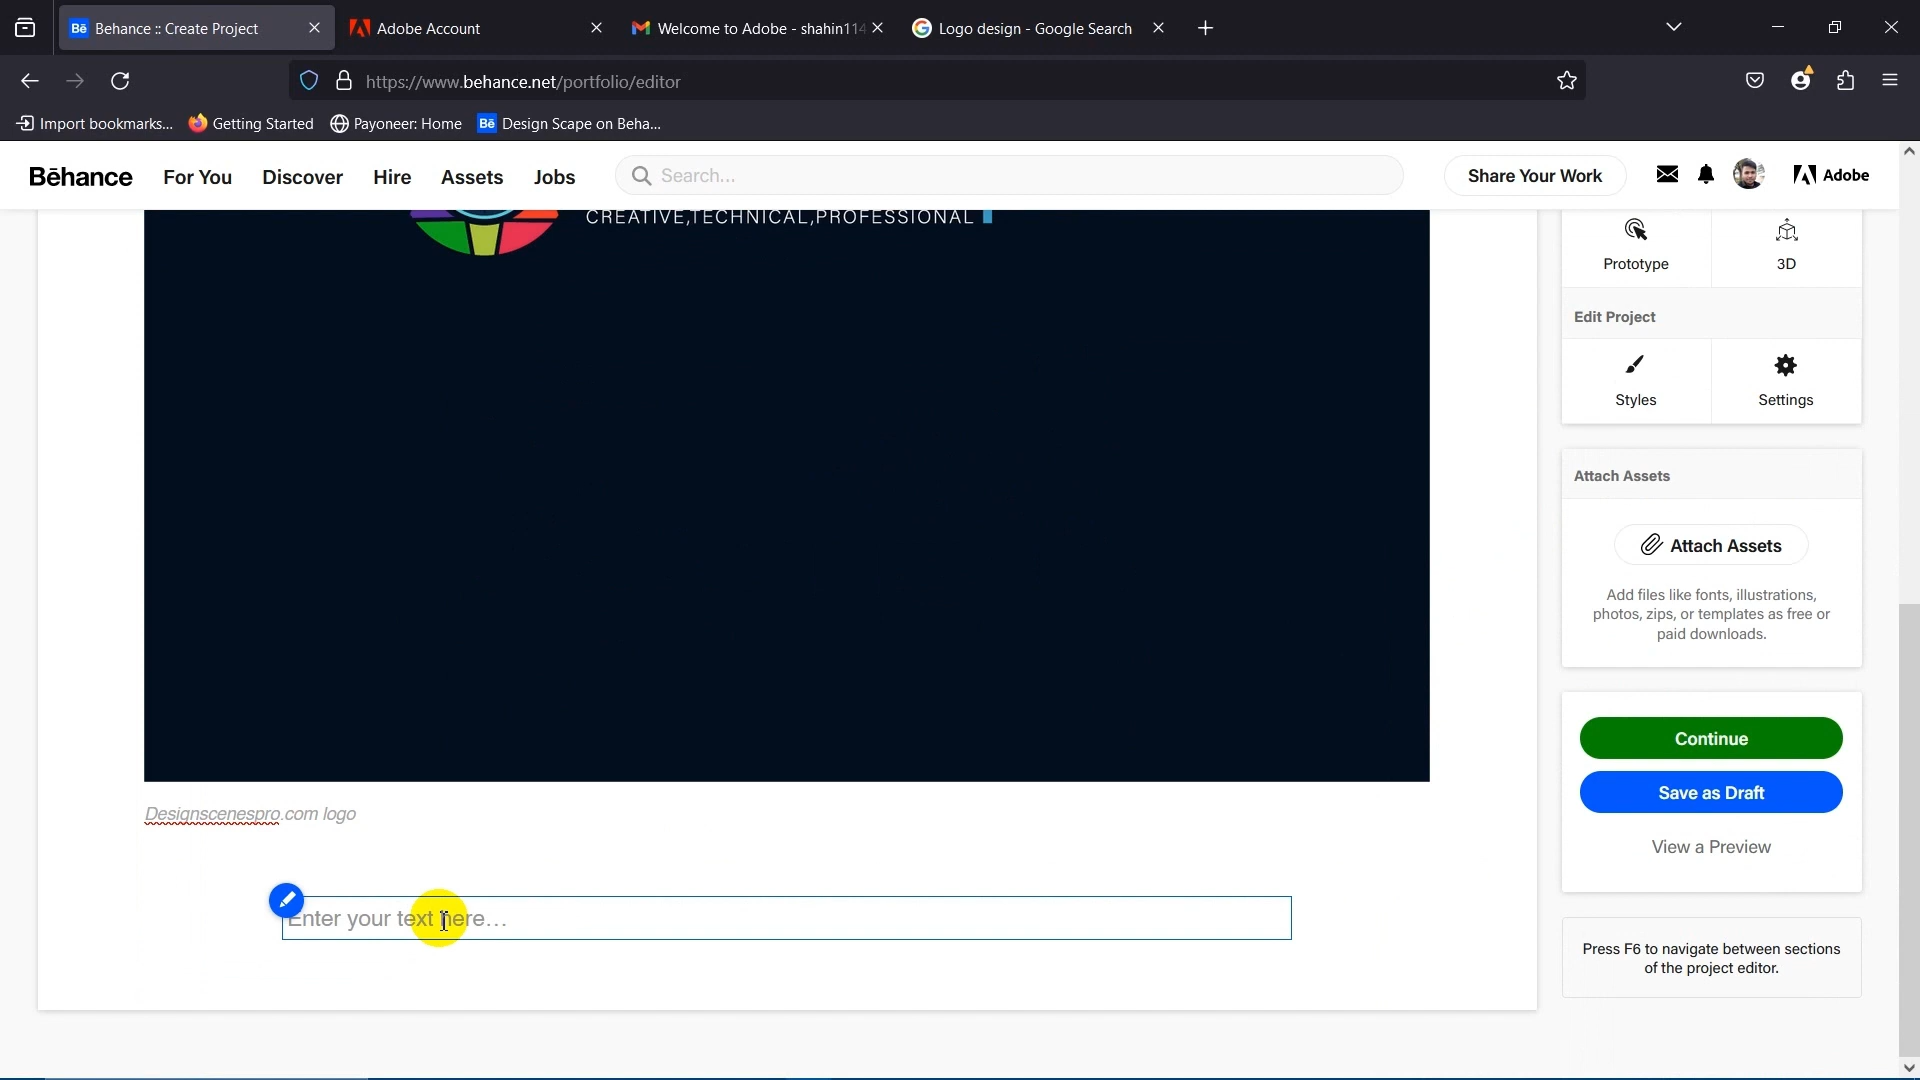 Behance :: Create Project
Adobe Account
Welcome to Adobe - shahin114
Logo design - Google Search
https://www.behance.net/portfolio/editor
Import bookmarks...
Getting Started
Payoneer: Home
Bē Design Scape on Beha...
Bēhance
For You
Discover
Hire
Assets
Jobs
Search...
Share Your Work
Adobe
CREATIVE,TECHNICAL,PROFESSIONAL
Prototype
3D
Edit Project
Styles
Settings
Attach Assets
Attach Assets
Add files like fonts, illustrations,
photos, zips, or templates as free or
paid downloads.
Continue
Save as Draft
View a Preview
Designscenespro.com logo
Enter your text here...
Press F6 to navigate between sections
of the project editor.